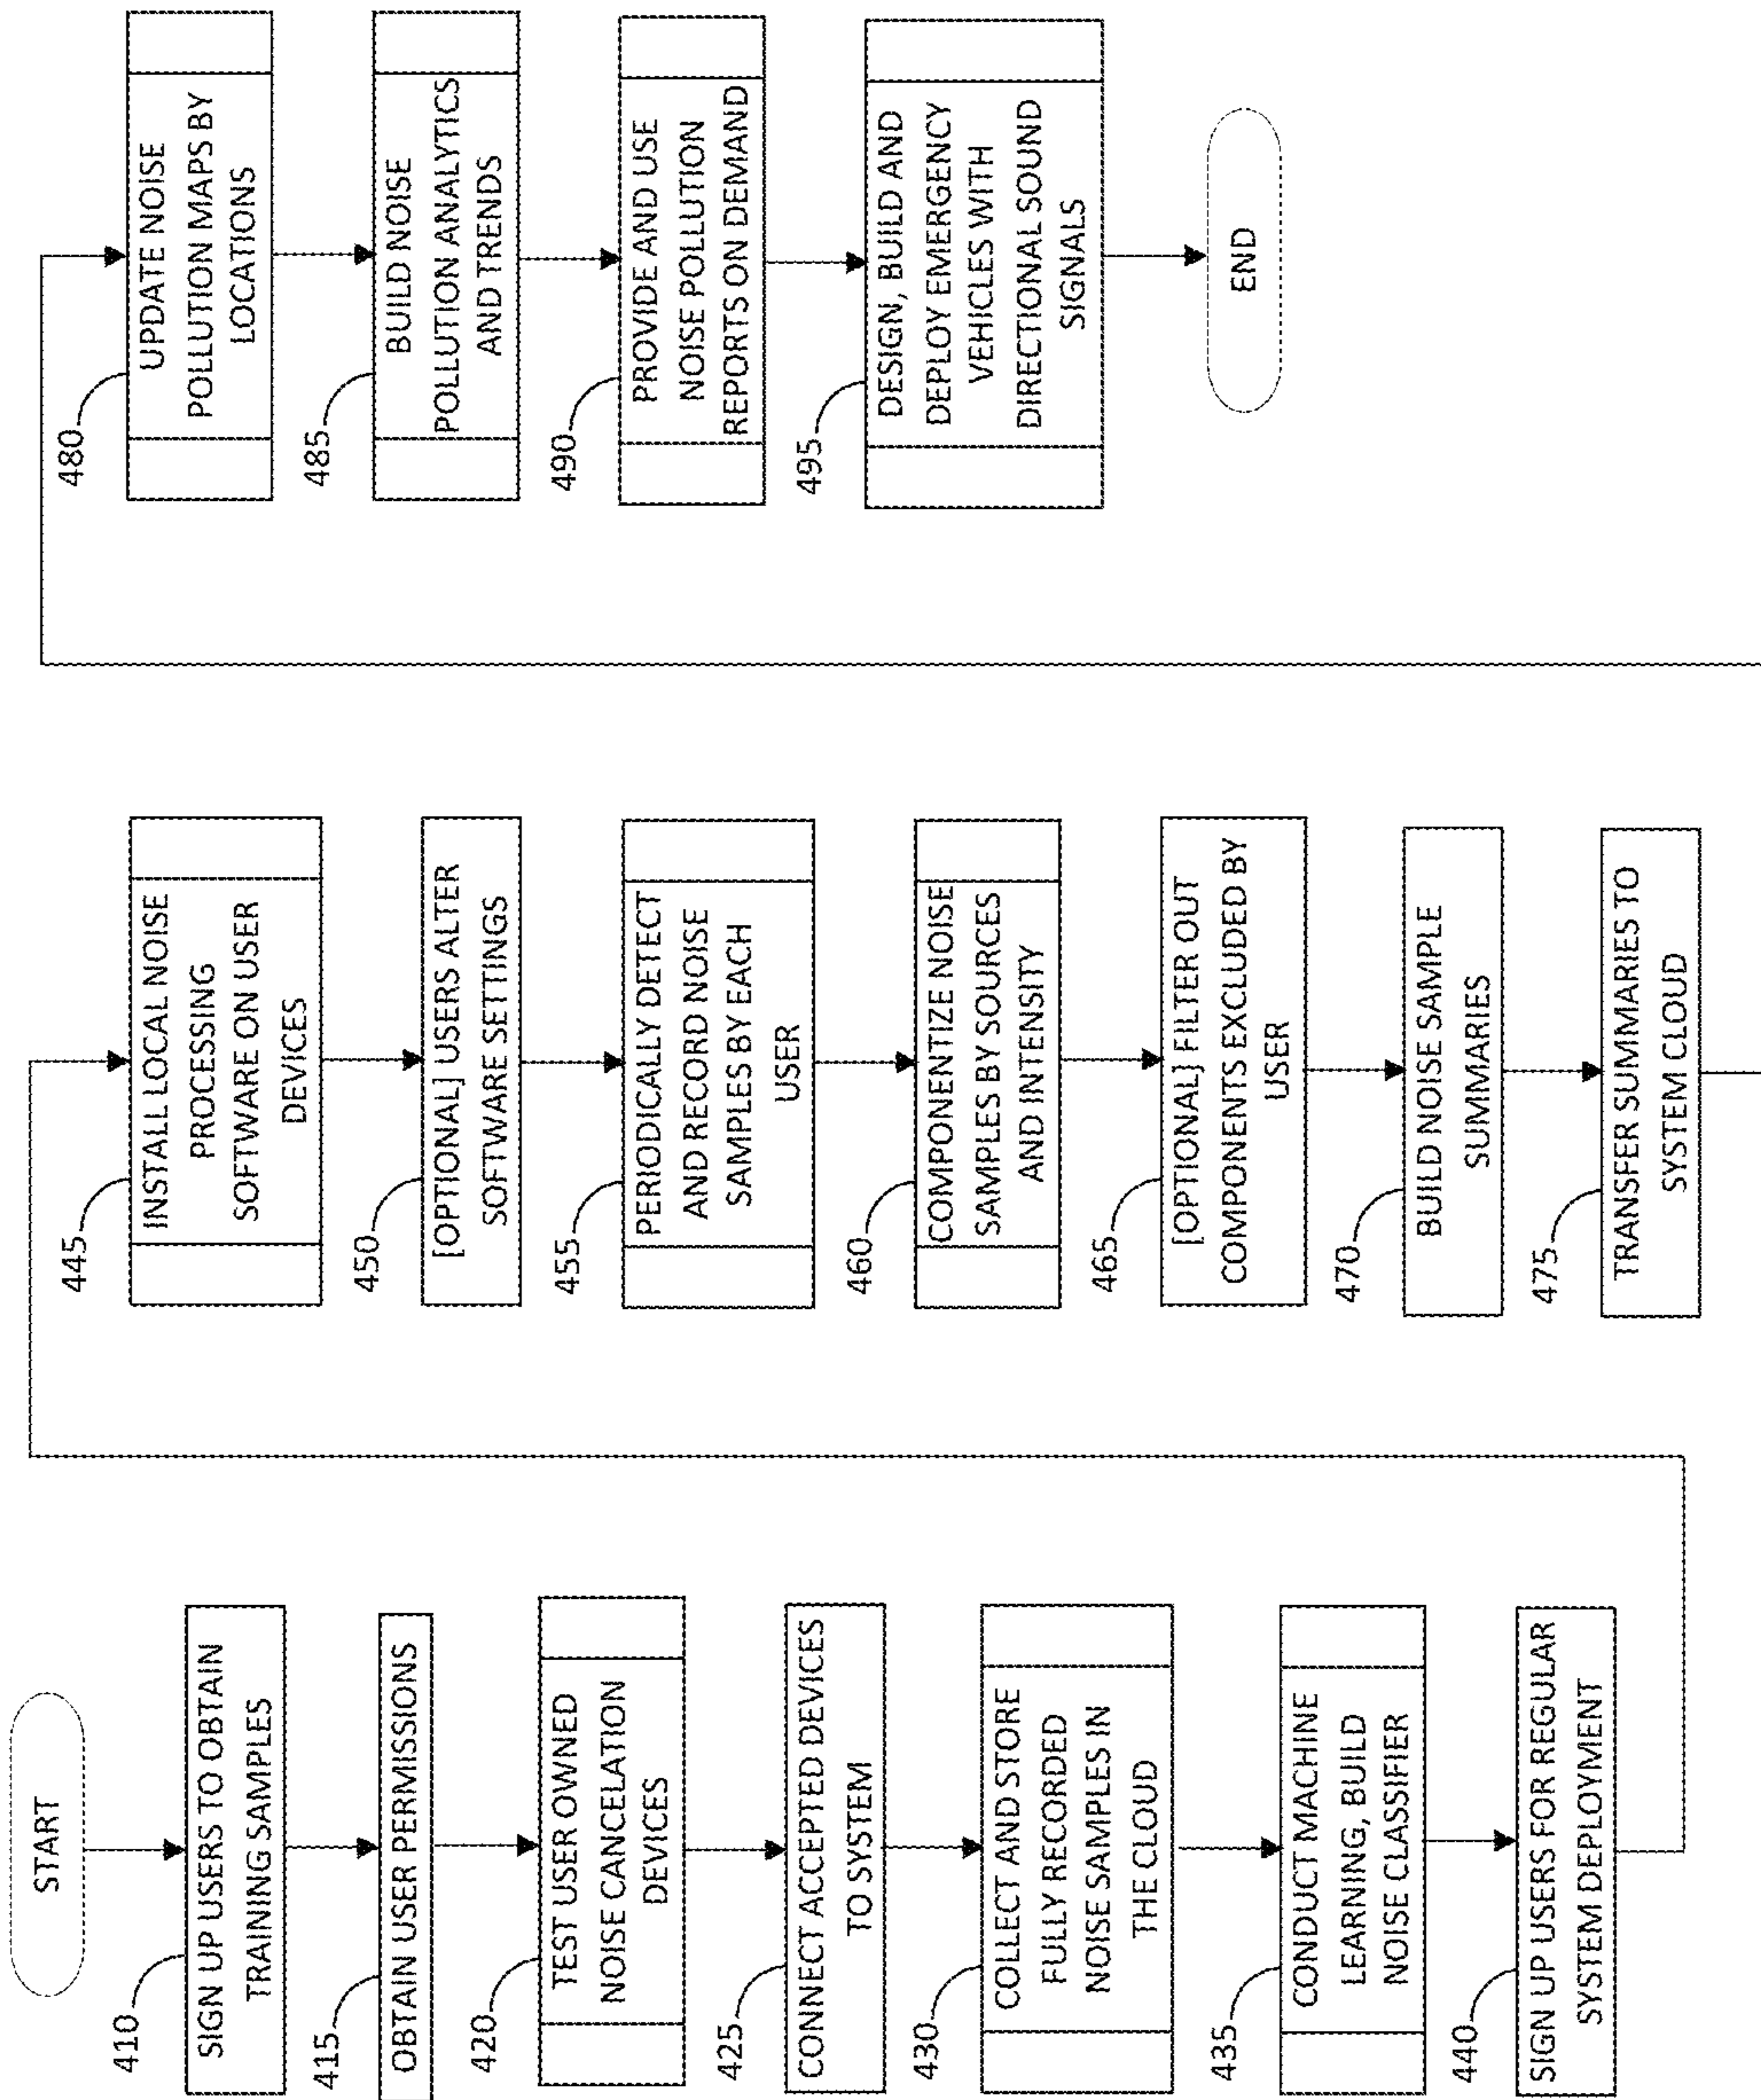 START
410
SIGN UP USERS TO OBTAIN
TRAINING SAMPLES
415
OBTAIN USER PERMISSIONS
420
TEST USER OWNED
NOISE CANCELATION
DEVICES
425
CONNECT ACCEPTED DEVICES
TO SYSTEM
430
COLLECT AND STORE
FULLY RECORDED
NOISE SAMPLES IN
THE CLOUD
435
CONDUCT MACHINE
LEARNING, BUILD
NOISE CLASSIFIER
440
SIGN UP USERS FOR REGULAR
SYSTEM DEPLOYMENT
445
INSTALL LOCAL NOISE
PROCESSING
SOFTWARE ON USER
DEVICES
450
[OPTIONAL] USERS ALTER
SOFTWARE SETTINGS
455
PERIODICALLY DETECT
AND RECORD NOISE
SAMPLES BY EACH
USER
460
COMPONENTIZE NOISE
SAMPLES BY SOURCES
AND INTENSITY
465
[OPTIONAL] FILTER OUT
COMPONENTS EXCLUDED BY
USER
470
BUILD NOISE SAMPLE
SUMMARIES
475
TRANSFER SUMMARIES TO
SYSTEM CLOUD
480
UPDATE NOISE
POLLUTION MAPS BY
LOCATIONS
485
BUILD NOISE
POLLUTION ANALYTICS
AND TRENDS
490
PROVIDE AND USE
NOISE POLLUTION
REPORTS ON DEMAND
495
DESIGN, BUILD AND
DEPLOY EMERGENCY
VEHICLES WITH
DIRECTIONAL SOUND
SIGNALS
END